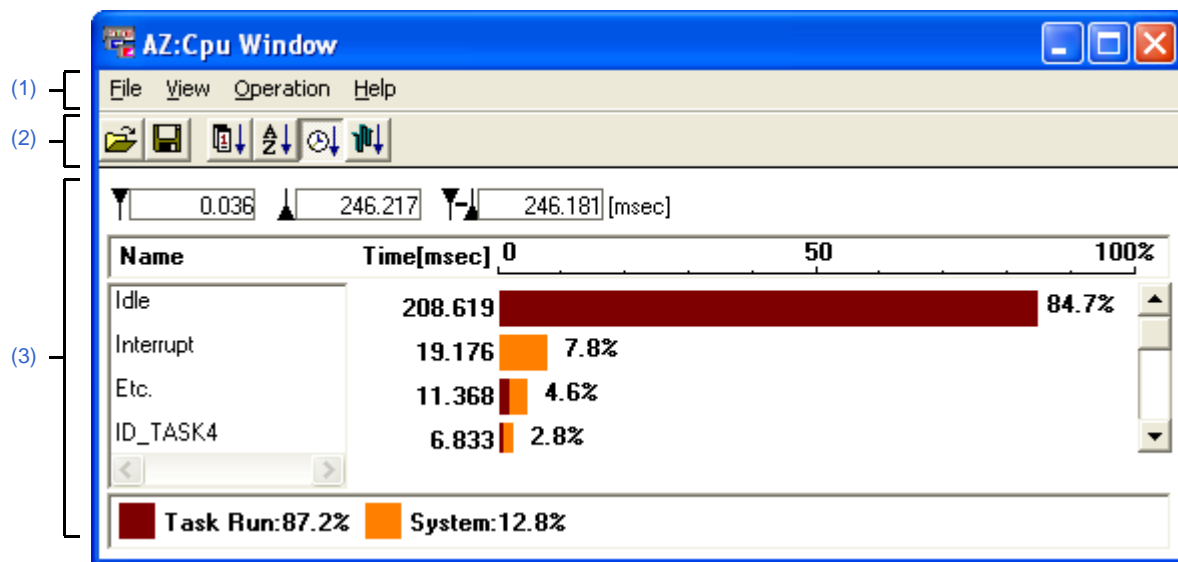 AZ:Cpu Window
(1)
File View Operation Help
(2)
(3)
0.036 246.217 246.181 [msec]
Name Time[msec] 0 50 100%
Idle 208.619 84.7%
Interrupt 19.176 7.8%
Etc. 11.368 4.6%
ID_TASK4 6.833 2.8%
Task Run:87.2% System:12.8%